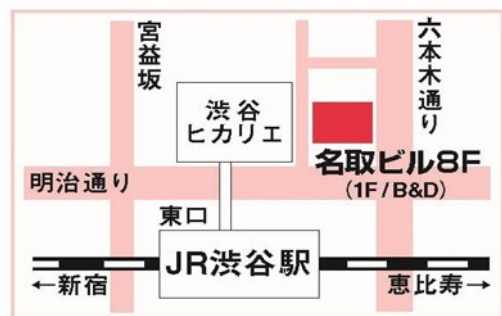 宮益坂
六本木通り
渋谷
ヒカリエ
名取ビル8F
(1F/B&D)
明治通り
東口
JR渋谷駅
←新宿
恵比寿→